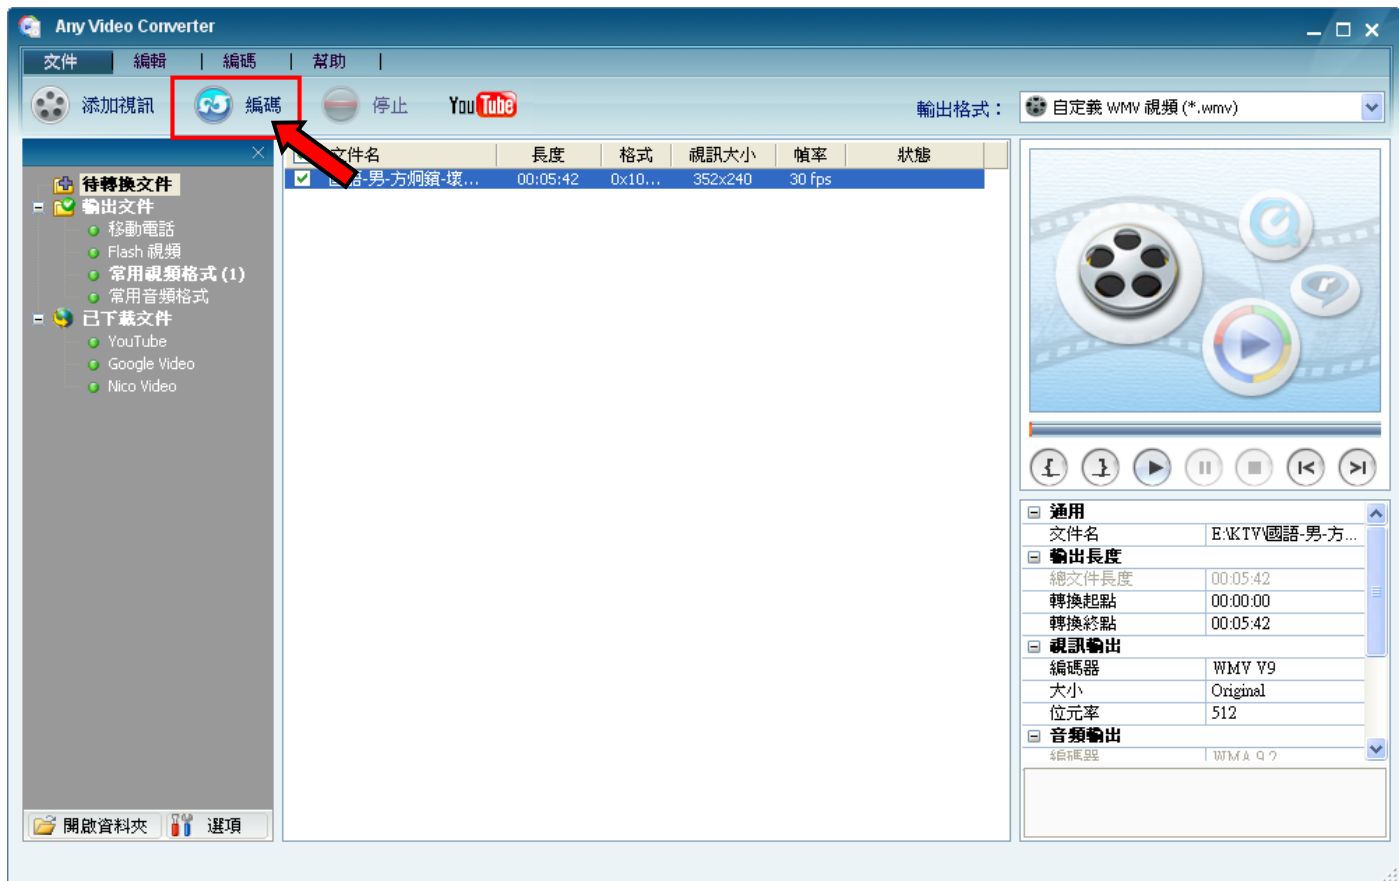 Any Video Converter
文件 編輯 編碼 幫助
添加視訊 編碼 停止 YouTube 輸出格式： 自定義 WMV 視頻 (*.wmv)
文件名 長度 格式 視訊大小 幀率 狀態
國語-男-方炯鑌-壞... 00:05:42 0x10... 352x240 30 fps
待轉換文件
輸出文件
移動電話
Flash 視頻
常用視頻格式 (1)
常用音頻格式
已下載文件
YouTube
Google Video
Nico Video
開啟資料夾 選項
通用
文件名 E:\KTV\國語-男-方...
輸出長度
總文件長度 00:05:42
轉換起點 00:00:00
轉換終點 00:05:42
視訊輸出
編碼器 WMV V9
大小 Original
位元率 512
音頻輸出
編碼器 WMA 9.2